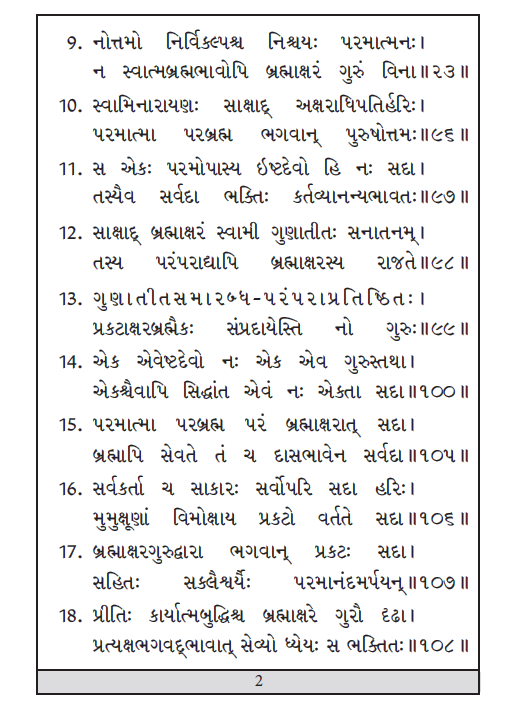 9. નોત્તમો નિર્વિકલ્પશ્ચ નિશ્ચયઃ પરમાત્મનઃ।
ન સ્વાત્મબ્રહ્મભાવોપિ બ્રહ્માક્ષરં ગુરું વિના॥૨૩॥
10. સ્વામિનારાયણઃ સાક્ષાદ્ અક્ષરાધિપતિર્હરિઃ।
પરમાત્મા પરબ્રહ્મ ભગવાન્ પુરુષોત્તમઃ॥૯૬॥
11. સ એકઃ પરમોપાસ્ય ઇષ્ટદેવો હિ નઃ સદા।
તસ્યૈવ સર્વદા ભક્તિઃ કર્તવ્યાનન્યભાવતઃ॥૯૭॥
12. સાક્ષાદ્ બ્રહ્માક્ષરં સ્વામી ગુણાતીતઃ સનાતનમ્।
તસ્ય પરંપરાદ્યાપિ બ્રહ્માક્ષરસ્ય રાજતે॥૯૮॥
13. ગુણાતીતસમારબ્ધ-પરંપરાપ્રતિષ્ઠિતઃ।
પ્રકટાક્ષરબ્રહ્મૈકઃ સંપ્રદાયેસ્તિ નો ગુરુઃ॥૯૯॥
14. એક એવેષ્ટદેવો નઃ એક એવ ગુરુસ્તથા।
એકશ્ચૈવાપિ સિદ્ધાંત એવં નઃ એકતા સદા॥૧૦૦॥
15. પરમાત્મા પરબ્રહ્મ પરં બ્રહ્માક્ષરાત્ સદા।
બ્રહ્માપિ સેવતે તં ચ દાસભાવેન સર્વદા॥૧૦૫॥
16. સર્વકર્તા ચ સાકારઃ સર્વોપરિ સદા હરિઃ।
મુમુક્ષૂણાં વિમોક્ષાય પ્રકટો વર્તતે સદા॥૧૦૬॥
17. બ્રહ્માક્ષરગુરુદ્વારા ભગવાન્ પ્રકટઃ સદા।
સહિતઃ સકલૈશ્વર્યૈઃ પરમાનંદમર્પયન્॥૧૦૭॥
18. પ્રીતિઃ કાર્યાત્મબુદ્ધિશ્ચ બ્રહ્માક્ષરે ગુરૌ દૃઢા।
પ્રત્યક્ષભગવદ્ભાવાત્ સેવ્યો ધ્યેયઃ સ ભક્તિતઃ॥૧૦૮॥
2